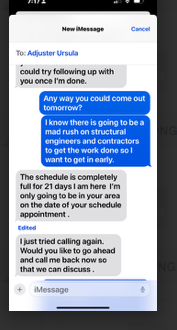 7:17
New iMessage
Cancel
To: Adjuster Ursula
could try following up with
you once I'm done.
Any way you could come out
tomorrow?
I know there is going to be a
mad rush on structural
engineers and contractors
to get the work done so I
want to get in early.
The schedule is completely
full for 21 days I am here I'm
only going to be in your area
on the date of your schedule
appointment .
Edited
I just tried calling again.
Would you like to go ahead
and call me back now so
that we can discuss .
iMessage